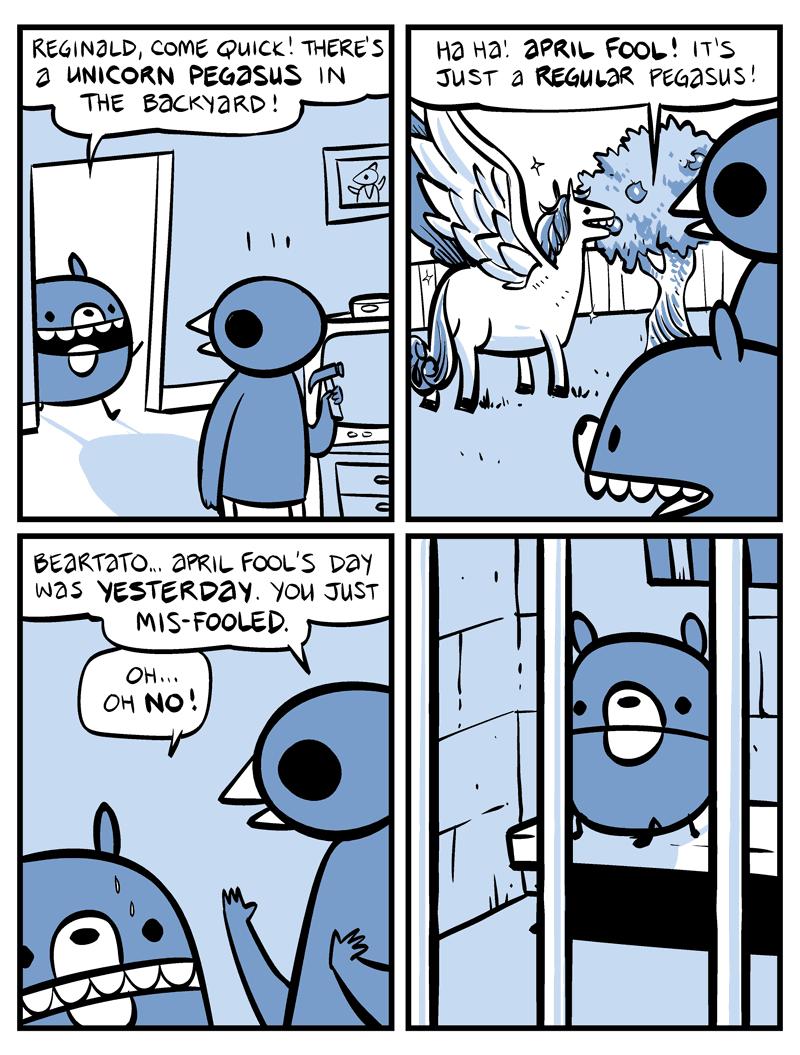 REGINALD, COME QUICK! THERE'S
a UNICORN PEGASUS IN
THE BACKYARD!
Ha Ha! aPRIL FOOL! IT'S
JUST a REGULaR PEGASUS!
BEARTATO... aPRIL FOOL'S DAY
Was YESTERDAY. YOU JUST
MIS-FOOLED.
OH...
OH NO!